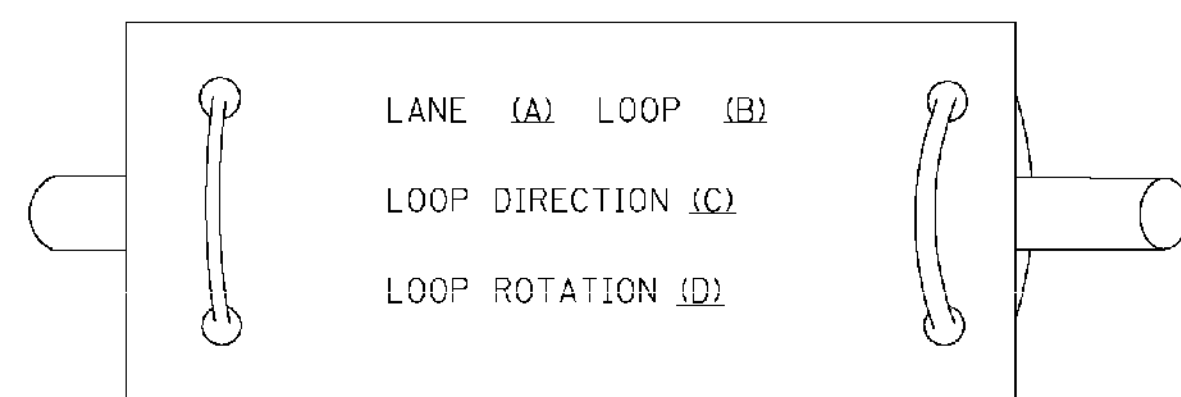 LANE (A) LOOP (B)
LOOP DIRECTION (C)
LOOP ROTATION (D)